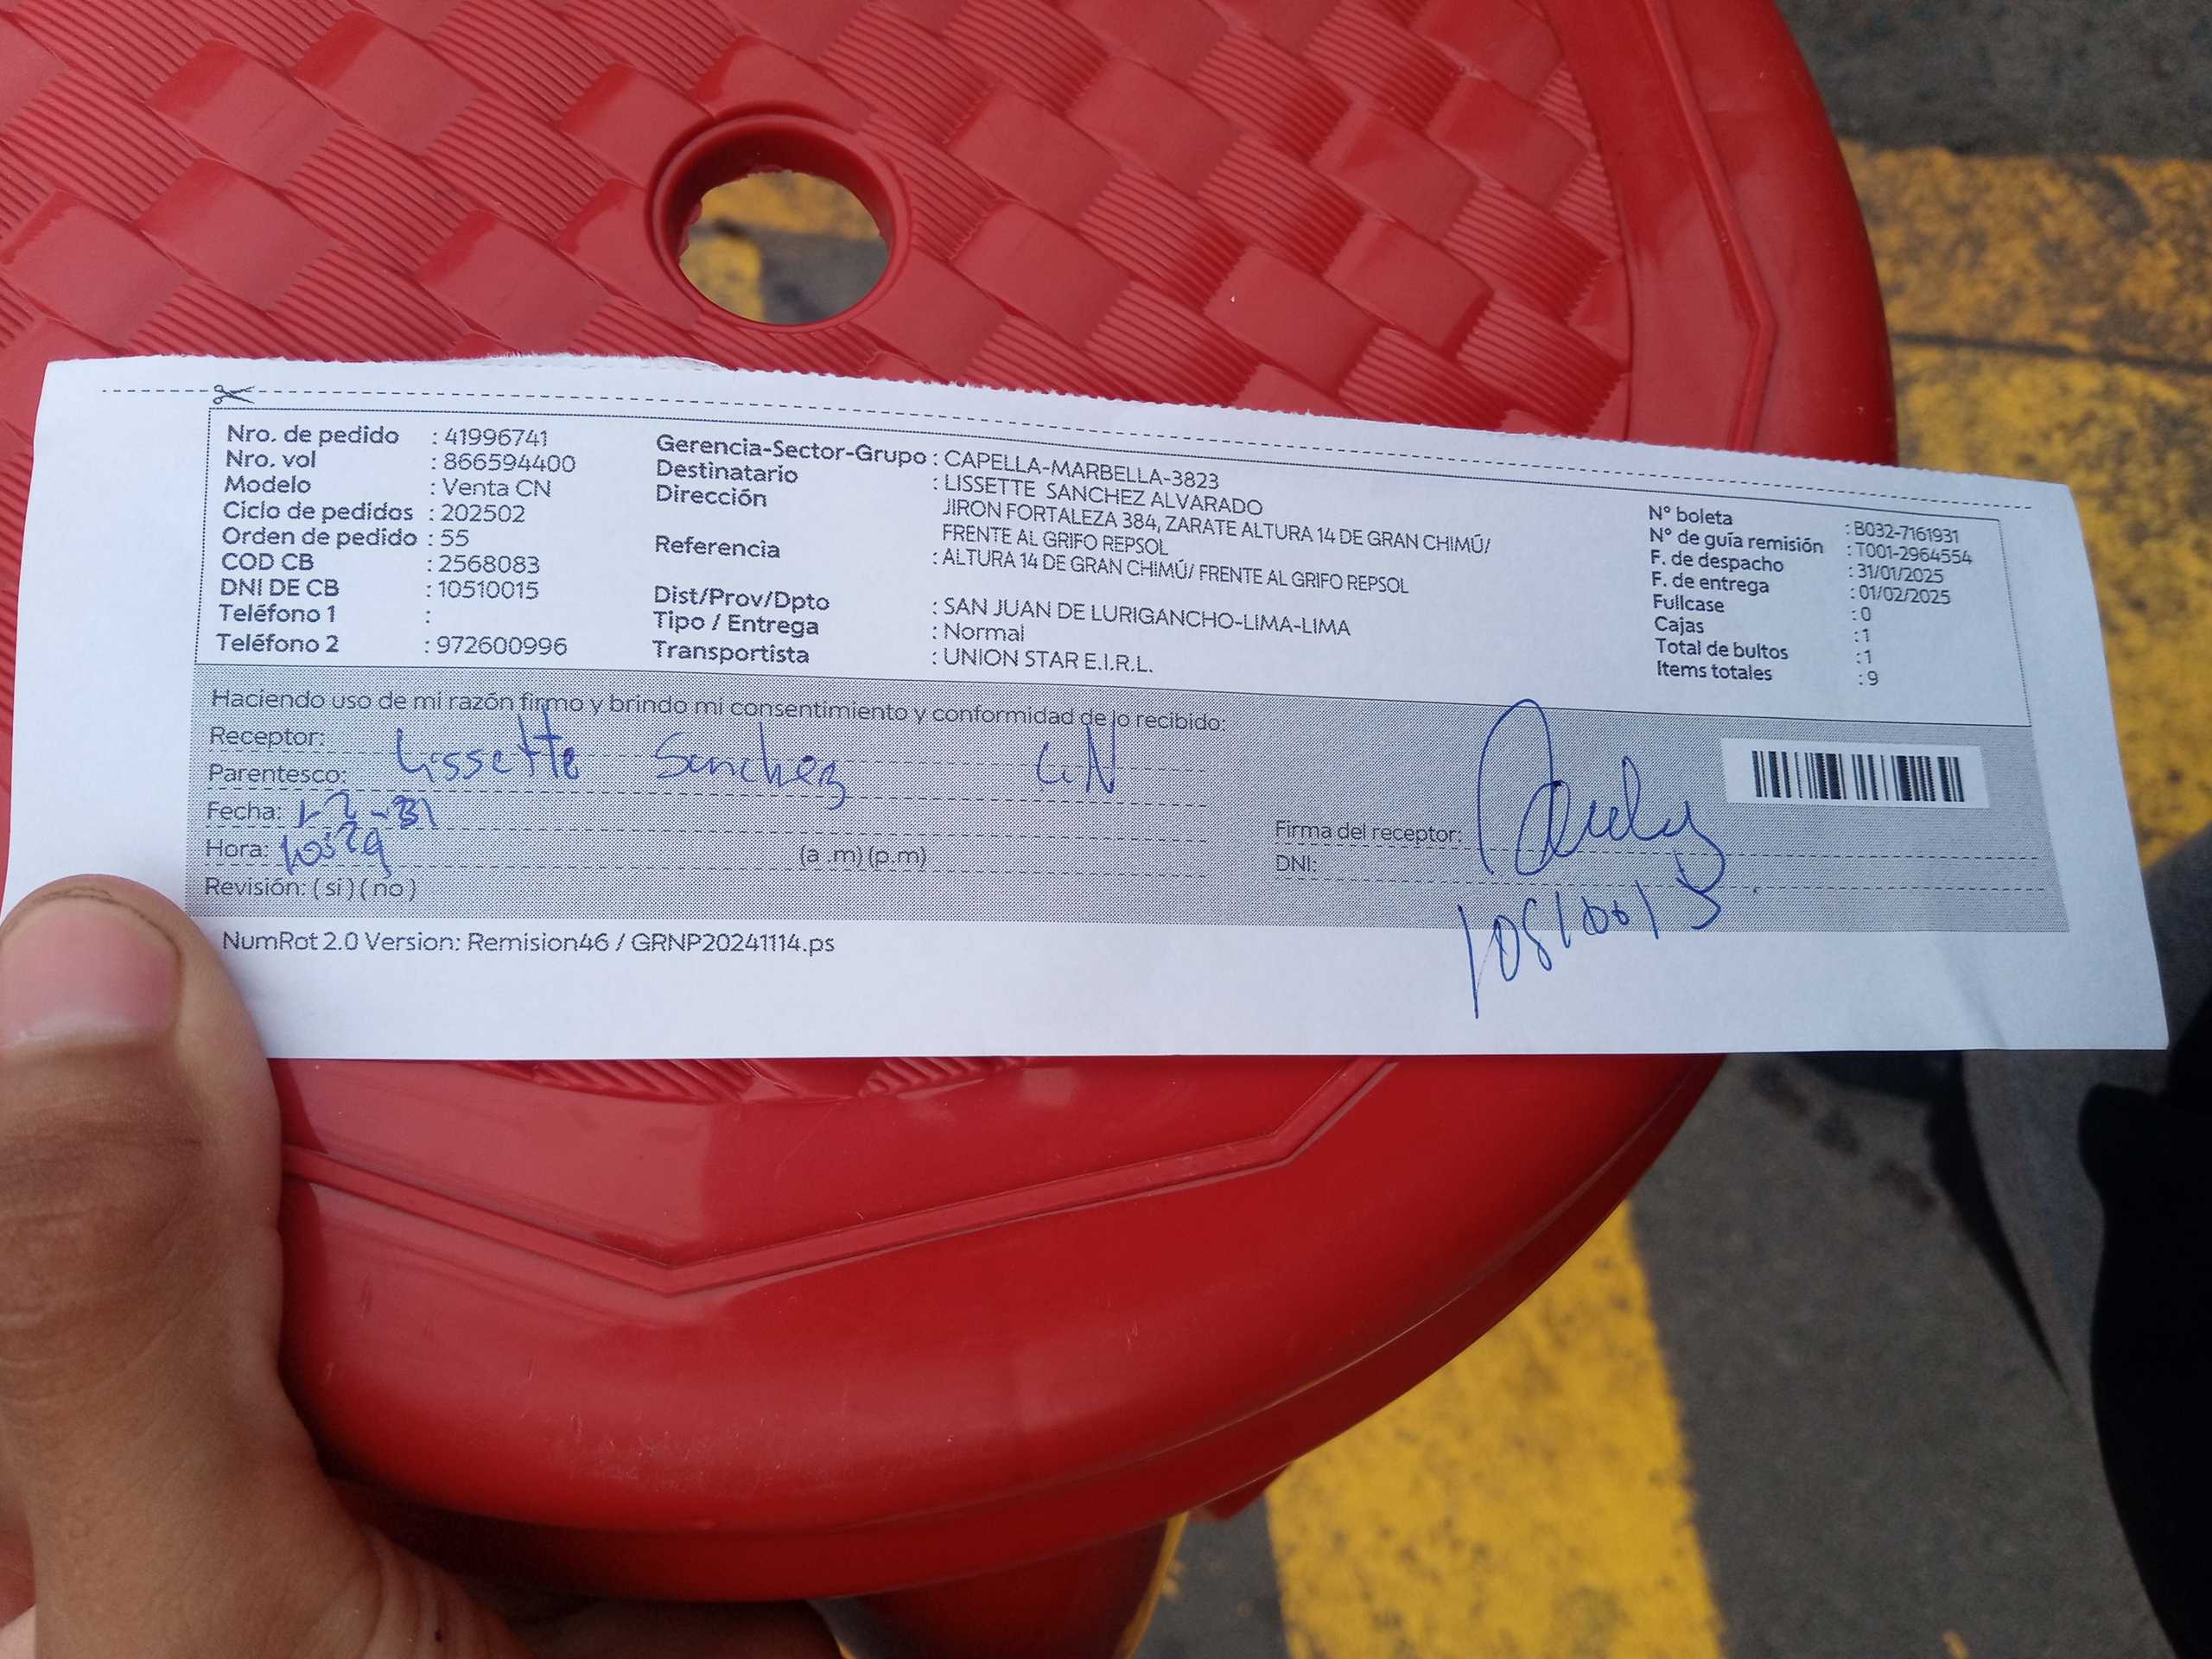 Nro. de pedido : 41996741
Nro. vol : 866594400
Modelo : Venta CN
Ciclo de pedidos : 202502
Orden de pedido : 55
COD CB : 2568083
DNI DE CB : 10510015
Teléfono 1 :
Teléfono 2 : 972600996
Gerencia-Sector-Grupo : CAPELLA-MARBELLA-3823
Destinatario : LISSETTE SANCHEZ ALVARADO
Dirección JIRON FORTALEZA 384, ZARATE ALTURA 14 DE GRAN CHIMÚ/
FRENTE AL GRIFO REPSOL
Referencia : ALTURA 14 DE GRAN CHIMÚ/ FRENTE AL GRIFO REPSOL
Dist/Prov/Dpto : SAN JUAN DE LURIGANCHO-LIMA-LIMA
Tipo / Entrega : Normal
Transportista : UNION STAR E.I.R.L.
N° boleta : B032-7161931
N° de guía remisión : T001-2964554
F. de despacho : 31/01/2025
F. de entrega : 01/02/2025
Fullcase : 0
Cajas : 1
Total de bultos : 1
Items totales : 9
Haciendo uso de mi razón firmo y brindo mi consentimiento y conformidad de lo recibido:
Receptor: Lissette Sanchez
Parentesco:
Fecha:
Hora: 10:29 (a .m) (p.m)
Revisión: ( si ) ( no )
Firma del receptor:
DNI: 10510015
NumRot 2.0 Version: Remision46 / GRNP20241114.ps